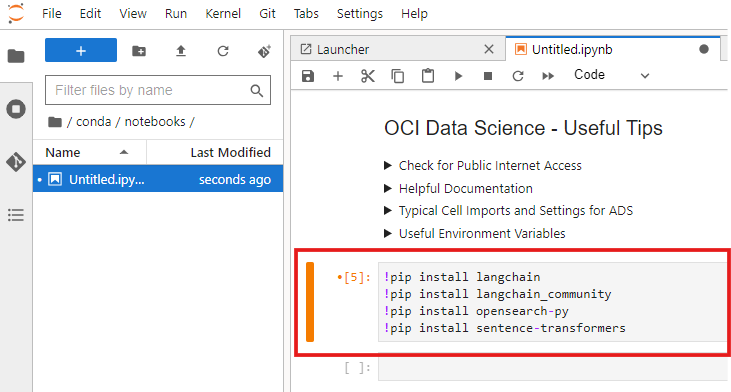 File Edit View Run Kernel Git Tabs Settings Help
+
Filter files by name
/ conda / notebooks /
Name Last Modified
Untitled.ipy... seconds ago
Launcher
Untitled.ipynb
Code
OCI Data Science - Useful Tips
Check for Public Internet Access
Helpful Documentation
Typical Cell Imports and Settings for ADS
Useful Environment Variables
[5]: !pip install langchain
!pip install langchain_community
!pip install opensearch-py
!pip install sentence-transformers
[ ]: